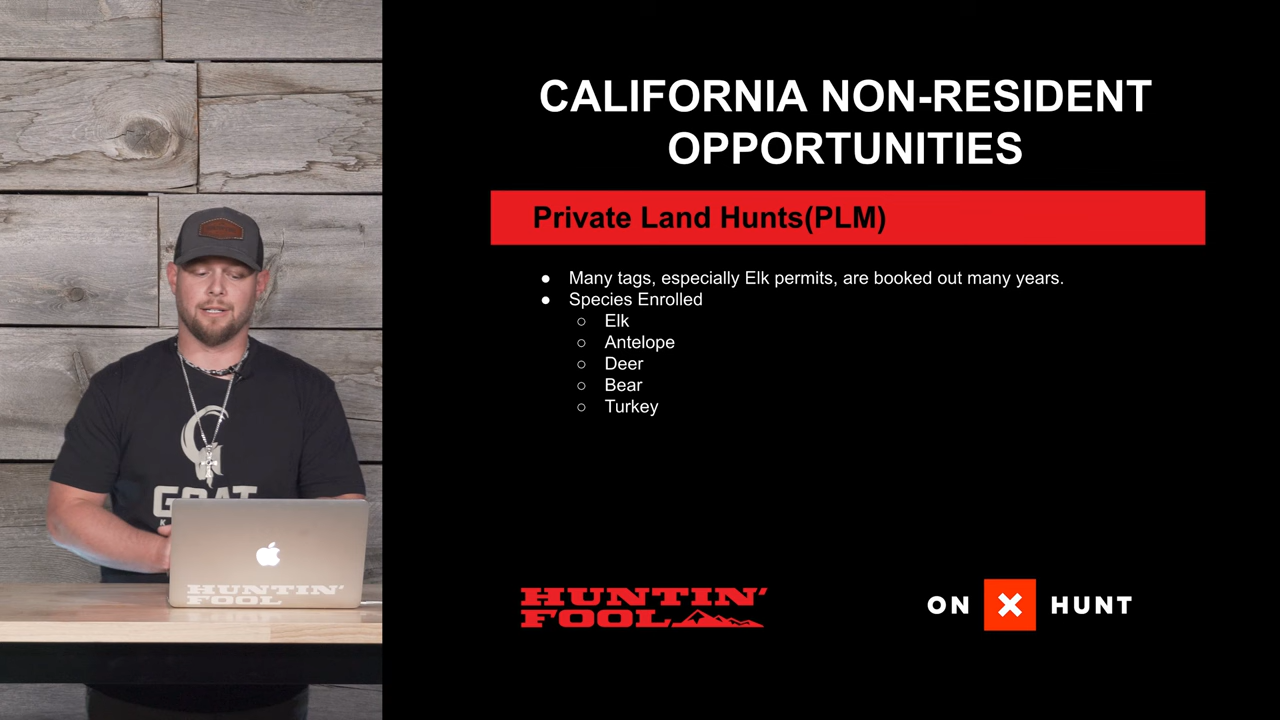 CALIFORNIA NON-RESIDENT
OPPORTUNITIES
Private Land Hunts(PLM)
● Many tags, especially Elk permits, are booked out many years.
● Species Enrolled
○ Elk
○ Antelope
○ Deer
○ Bear
○ Turkey
GOAT
HUNTIN'
FOOL
HUNTIN'
FOOL
ON X HUNT